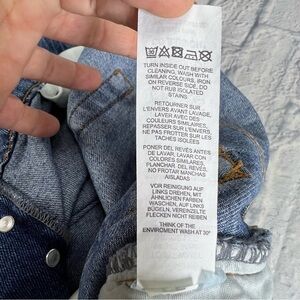 TURN INSIDE OUT BEFORE
CLEANING, WASH WITH
SIMILAR COLOURS, IRON
ON REVERSE SIDE, DO
NOT RUB ISOLATED
STAINS
RETOURNER SUR
L'ENVERS AVANT LAVAGE,
LAVER AVEC DES
COULEURS SIMILAIRES,
REPASSER SUR L'ENVERS,
NE PAS FROTTER SUR LES
TACHES ISOLÉES
PONER DEL REVÉS ANTES
DE LAVAR, LAVAR CON
COLORES SIMILARES,
PLANCHAR DEL REVÉS,
NO FROTAR MANCHAS
AISLADAS
VOR REINIGUNG AUF
VERSION WENDEN, MIT
ÄHNLICHEN FARBEN
WASCHEN, AUF LINKS
BÜGELN, VEREINZELTE
FLECKEN NICHT REIBEN
THINK OF THE
ENVIROMENT WASH AT 30°